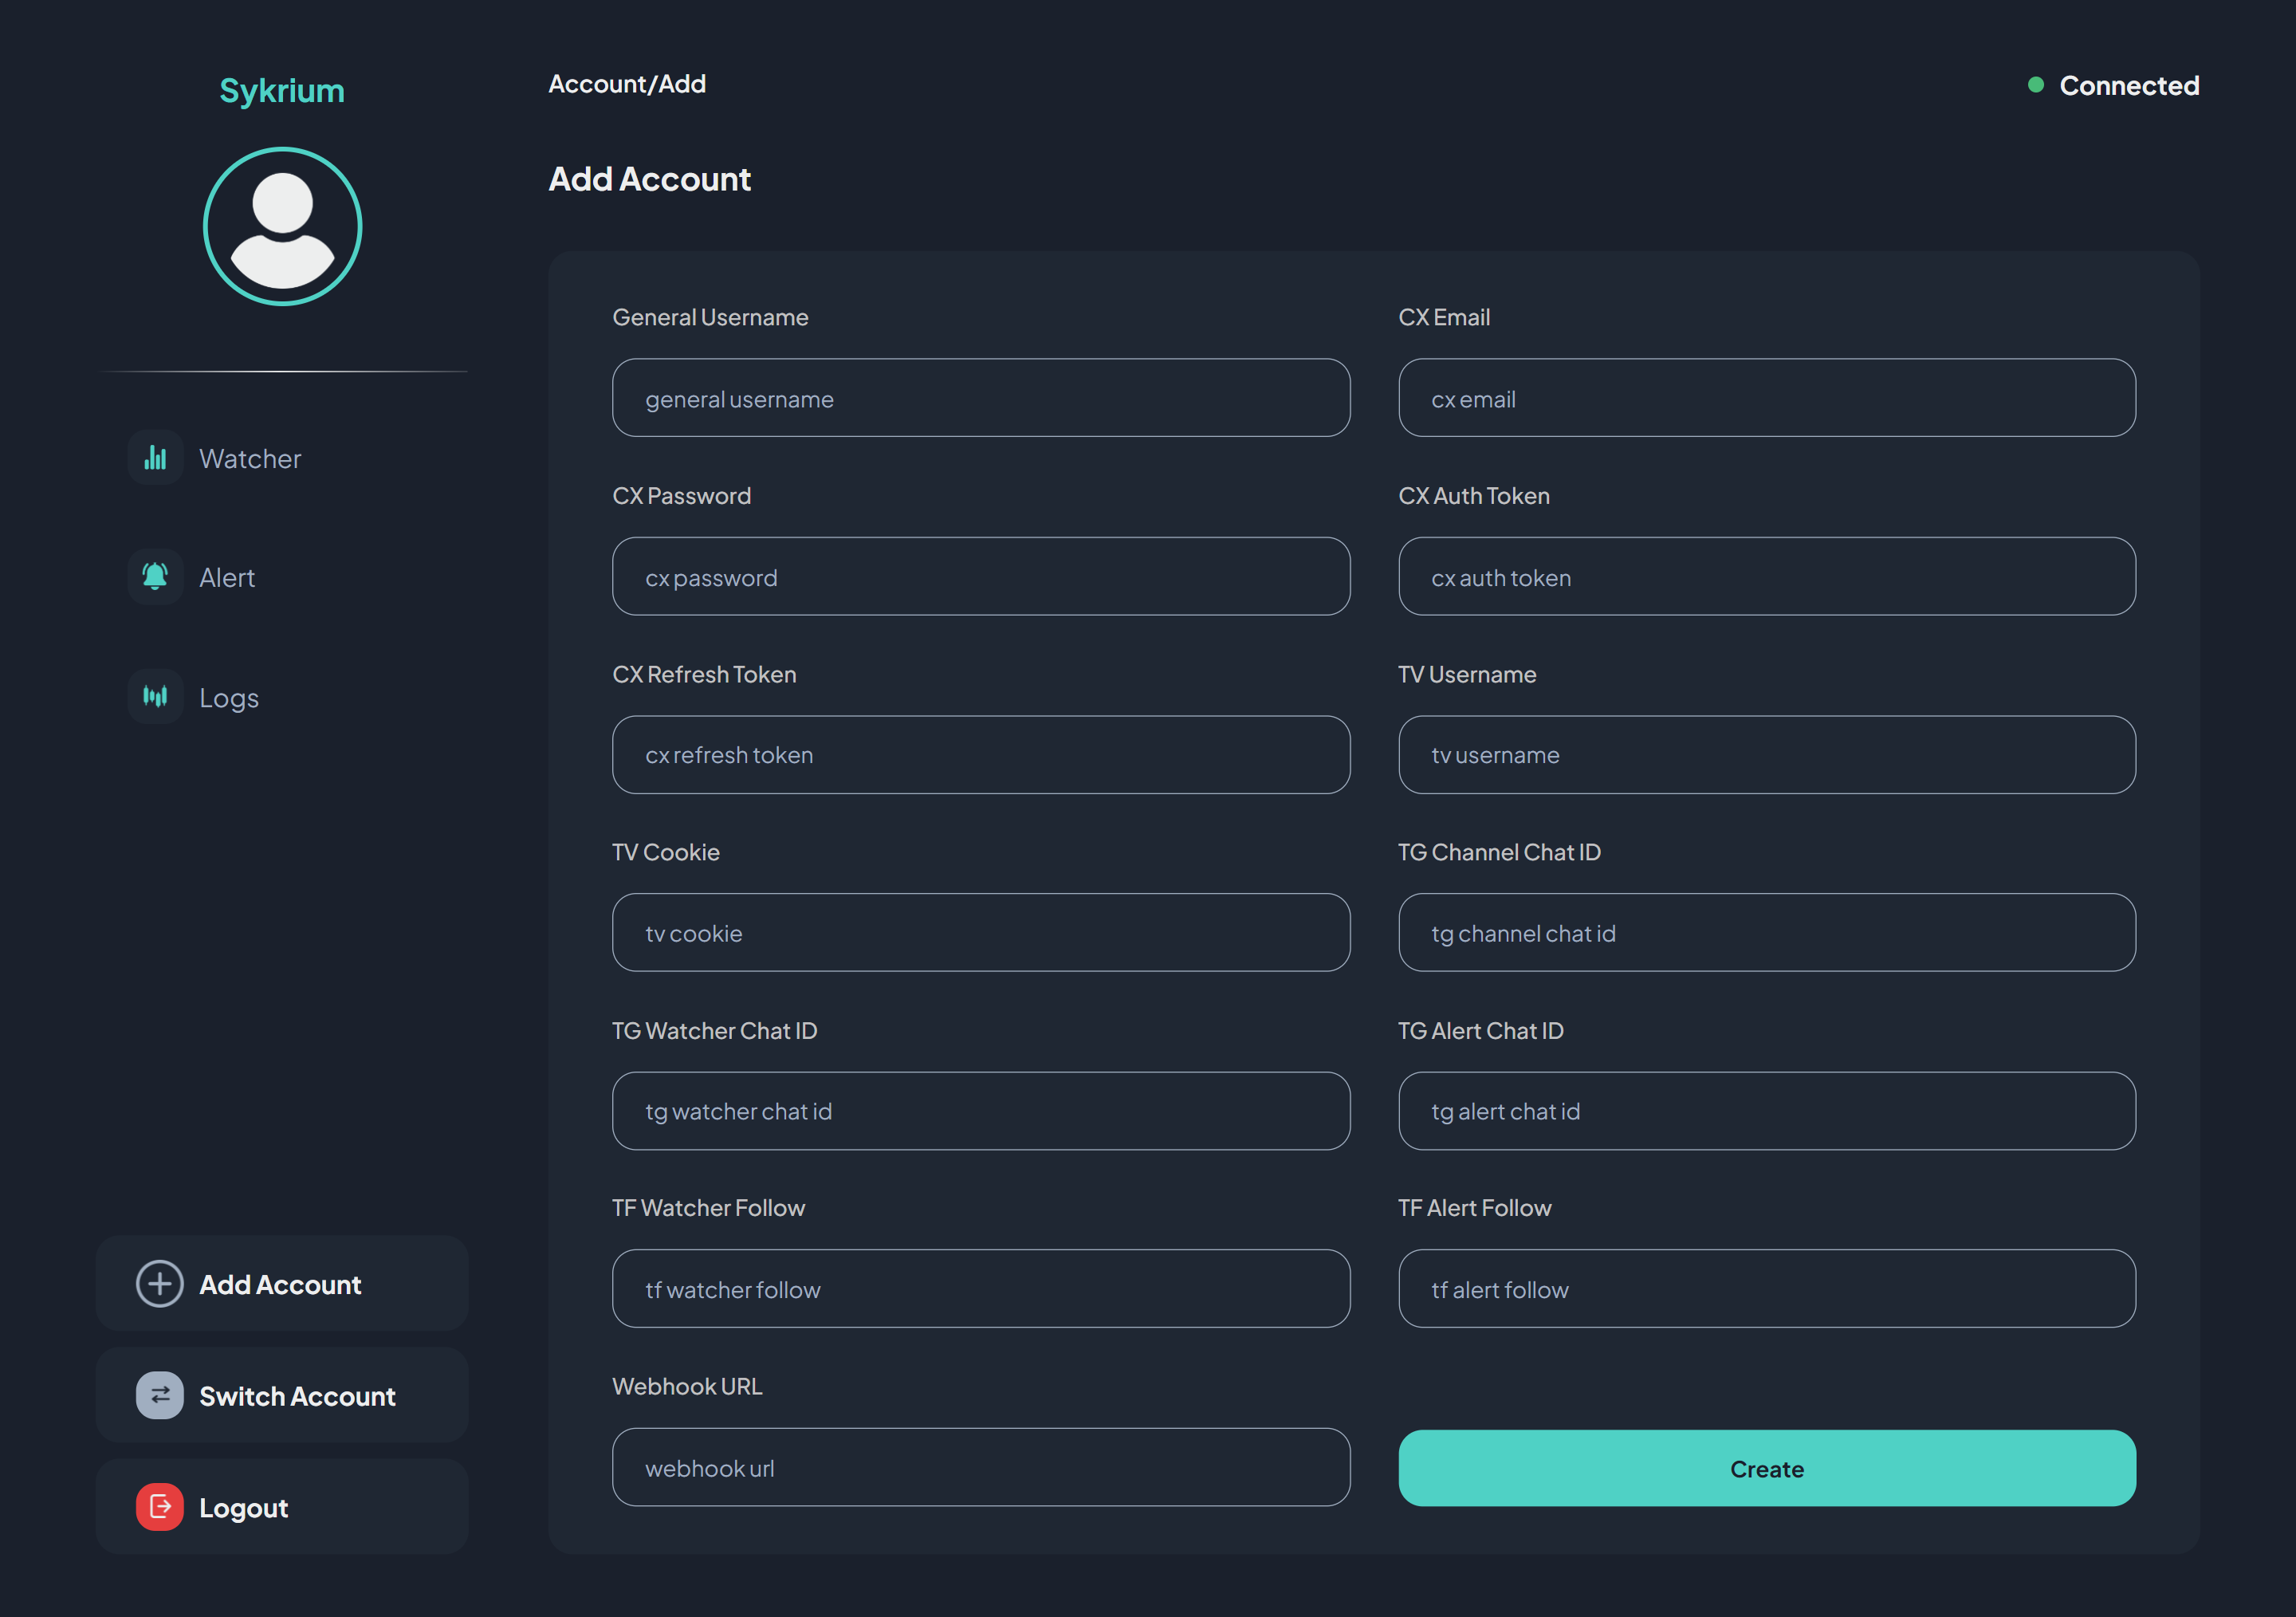 Sykrium
Watcher
Alert
Logs
Add Account
Switch Account
Logout
Account/Add
Connected
Add Account
General Username
general username
CX Email
cx email
CX Password
cx password
CX Auth Token
cx auth token
CX Refresh Token
cx refresh token
TV Username
tv username
TV Cookie
tv cookie
TG Channel Chat ID
tg channel chat id
TG Watcher Chat ID
tg watcher chat id
TG Alert Chat ID
tg alert chat id
TF Watcher Follow
tf watcher follow
TF Alert Follow
tf alert follow
Webhook URL
webhook url
Create